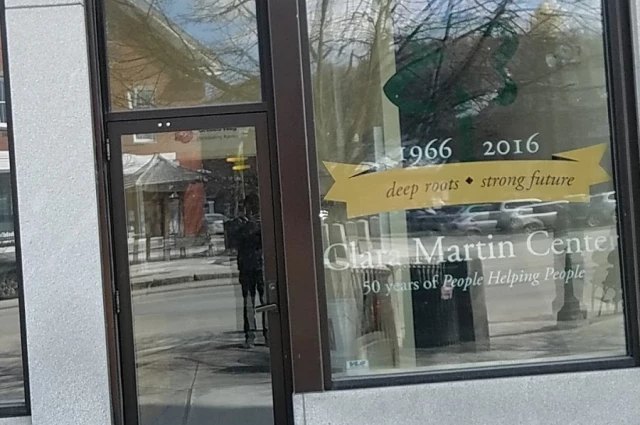 1966 2016
deep roots ◆ strong future
Clara Martin Center
50 years of People Helping People